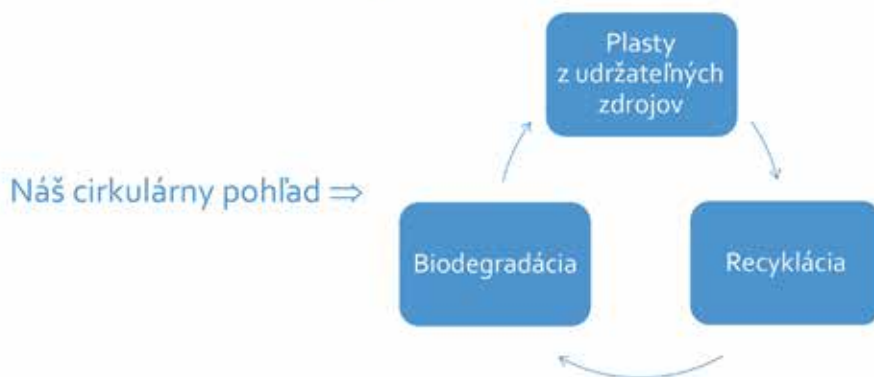 Plasty
z udržateľných
zdrojov
Náš cirkulárny pohľad ⇒
Biodegradácia
Recyklácia